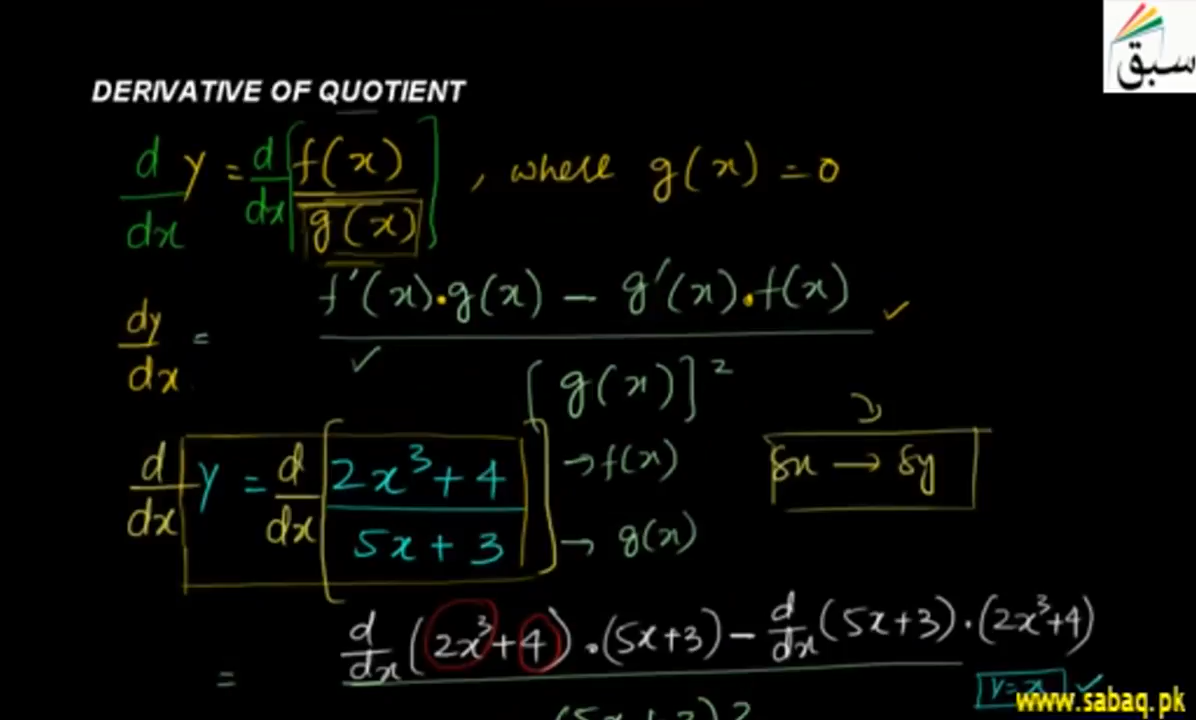 سبق
DERIVATIVE OF QUOTIENT
d/dx y = d/dx [f(x)/g(x)] , where g(x) = 0
dy/dx = f'(x)·g(x) − g'(x)·f(x) / [g(x)]² ✓ ✓
d/dx y = d/dx [2x³+4 / 5x+3] → f(x) → g(x)
δx → δy
= d/dx (2x³+4)·(5x+3) − d/dx (5x+3)·(2x³+4)
y=x ✓
www.sabaq.pk